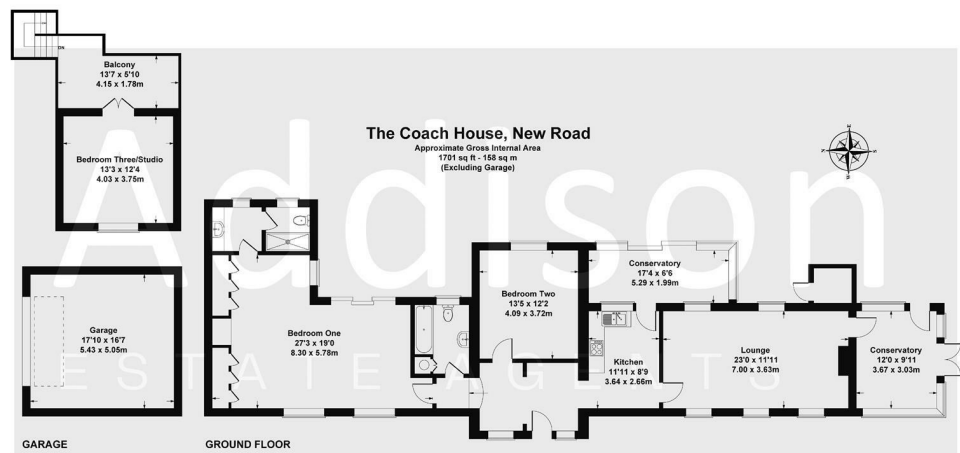 DN
Balcony
13'7 x 5'10
4.15 x 1.78m
Bedroom Three/Studio
13'3 x 12'4
4.03 x 3.75m
The Coach House, New Road
Approximate Gross Internal Area
1701 sq ft - 158 sq m
(Excluding Garage)
N
E
S
W
Addison
ESTATE AGENTS
Garage
17'10 x 16'7
5.43 x 5.05m
GARAGE
Bedroom One
27'3 x 19'0
8.30 x 5.78m
Bedroom Two
13'5 x 12'2
4.09 x 3.72m
Conservatory
17'4 x 6'6
5.29 x 1.99m
Kitchen
11'11 x 8'9
3.64 x 2.66m
Lounge
23'0 x 11'11
7.00 x 3.63m
Conservatory
12'0 x 9'11
3.67 x 3.03m
GROUND FLOOR